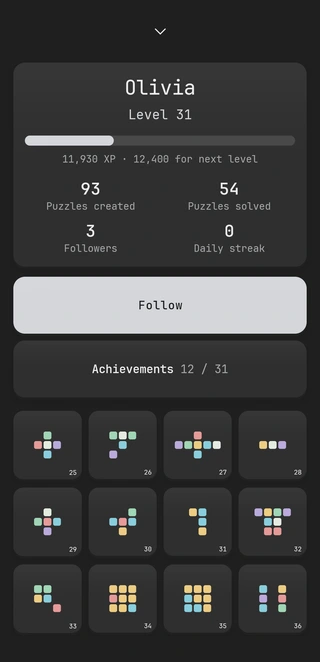 Olivia
Level 31
11,930 XP · 12,400 for next level
93 54
Puzzles created Puzzles solved
3 0
Followers Daily streak
Follow
Achievements 12 / 31
25 26 27 28
29 30 31 32
33 34 35 36